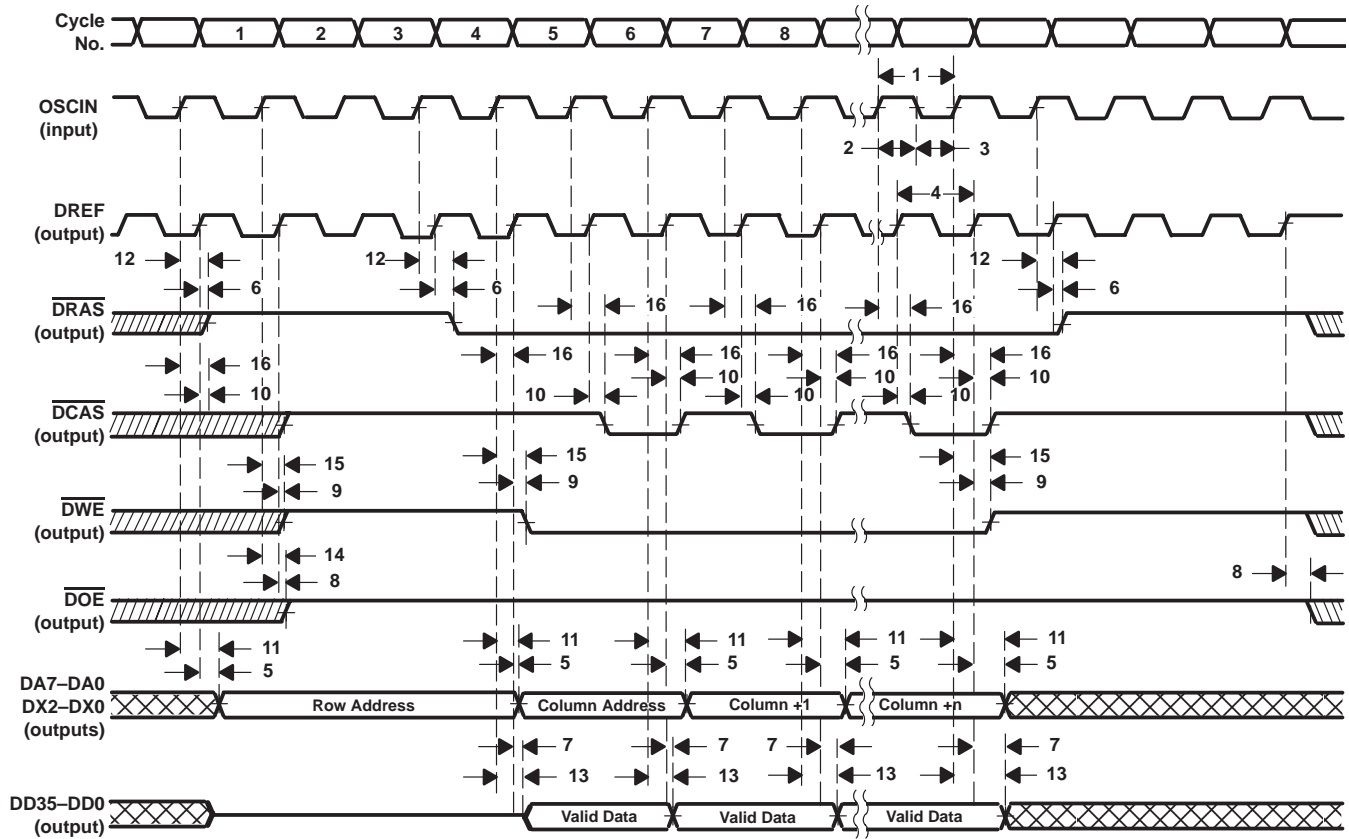 Cycle
No.
1 2 3 4 5 6 7 8
1
OSCIN
(input)
2 3
4
DREF
(output)
12 12 12
6 6 6
DRAS
(output)
16 16 16
16 16 16 16 16
10 10 10 10
10 10 10
DCAS
(output)
15 15 15
9 9 9
DWE
(output)
14
8 8
DOE
(output)
11 11 11 11 11
5 5 5 5 5
DA7–DA0
DX2–DX0
(outputs)
Row Address Column Address Column +1 Column +n
7 7 7 7
13 13 13 13
DD35–DD0
(output)
Valid Data Valid Data Valid Data